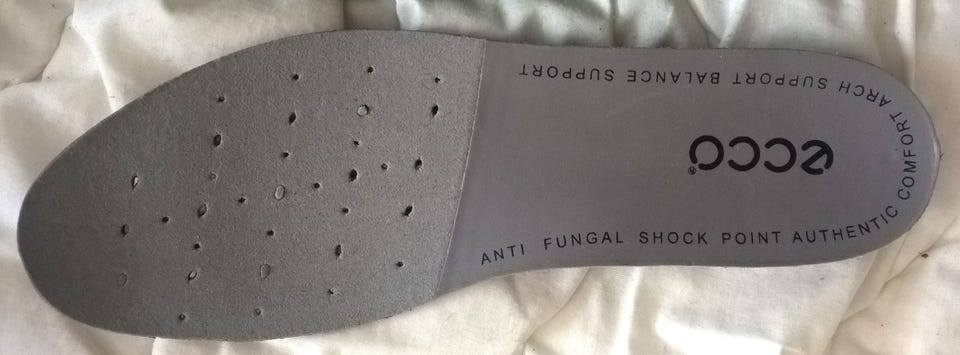 ANTI FUNGAL SHOCK POINT AUTHENTIC COMFORT ARCH SUPPORT BALANCE SUPPORT
ecco®